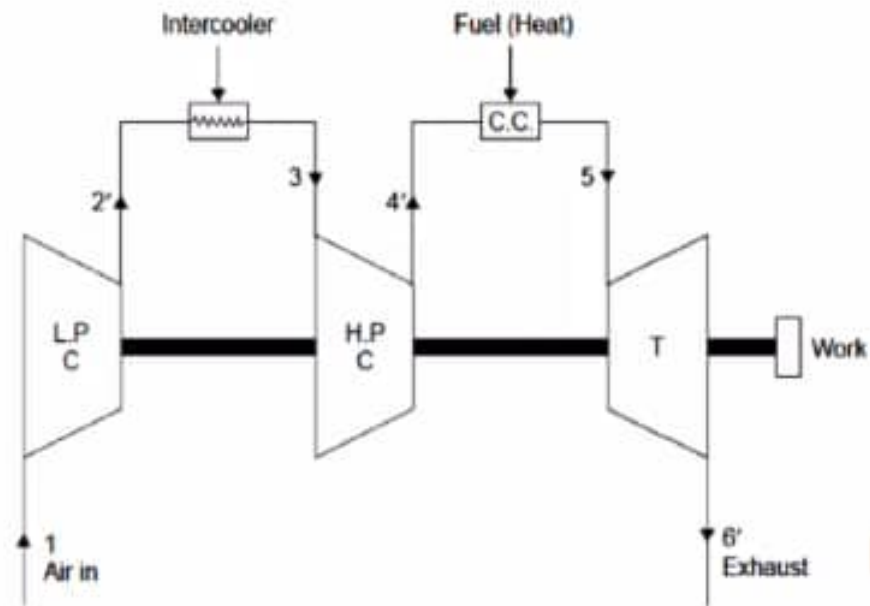 Intercooler
Fuel (Heat)
C.C.
2′
3
4′
5
L.P
C
H.P
C
T
Work
1
Air in
6′
Exhaust